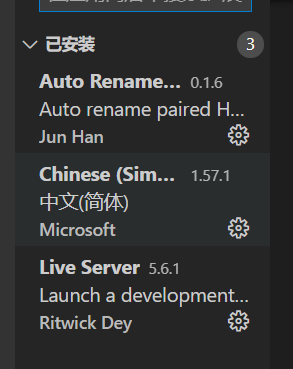 已安装
3
Auto Rename... 0.1.6
Auto rename paired H...
Jun Han
Chinese (Sim... 1.57.1
中文(简体)
Microsoft
Live Server 5.6.1
Launch a development...
Ritwick Dey